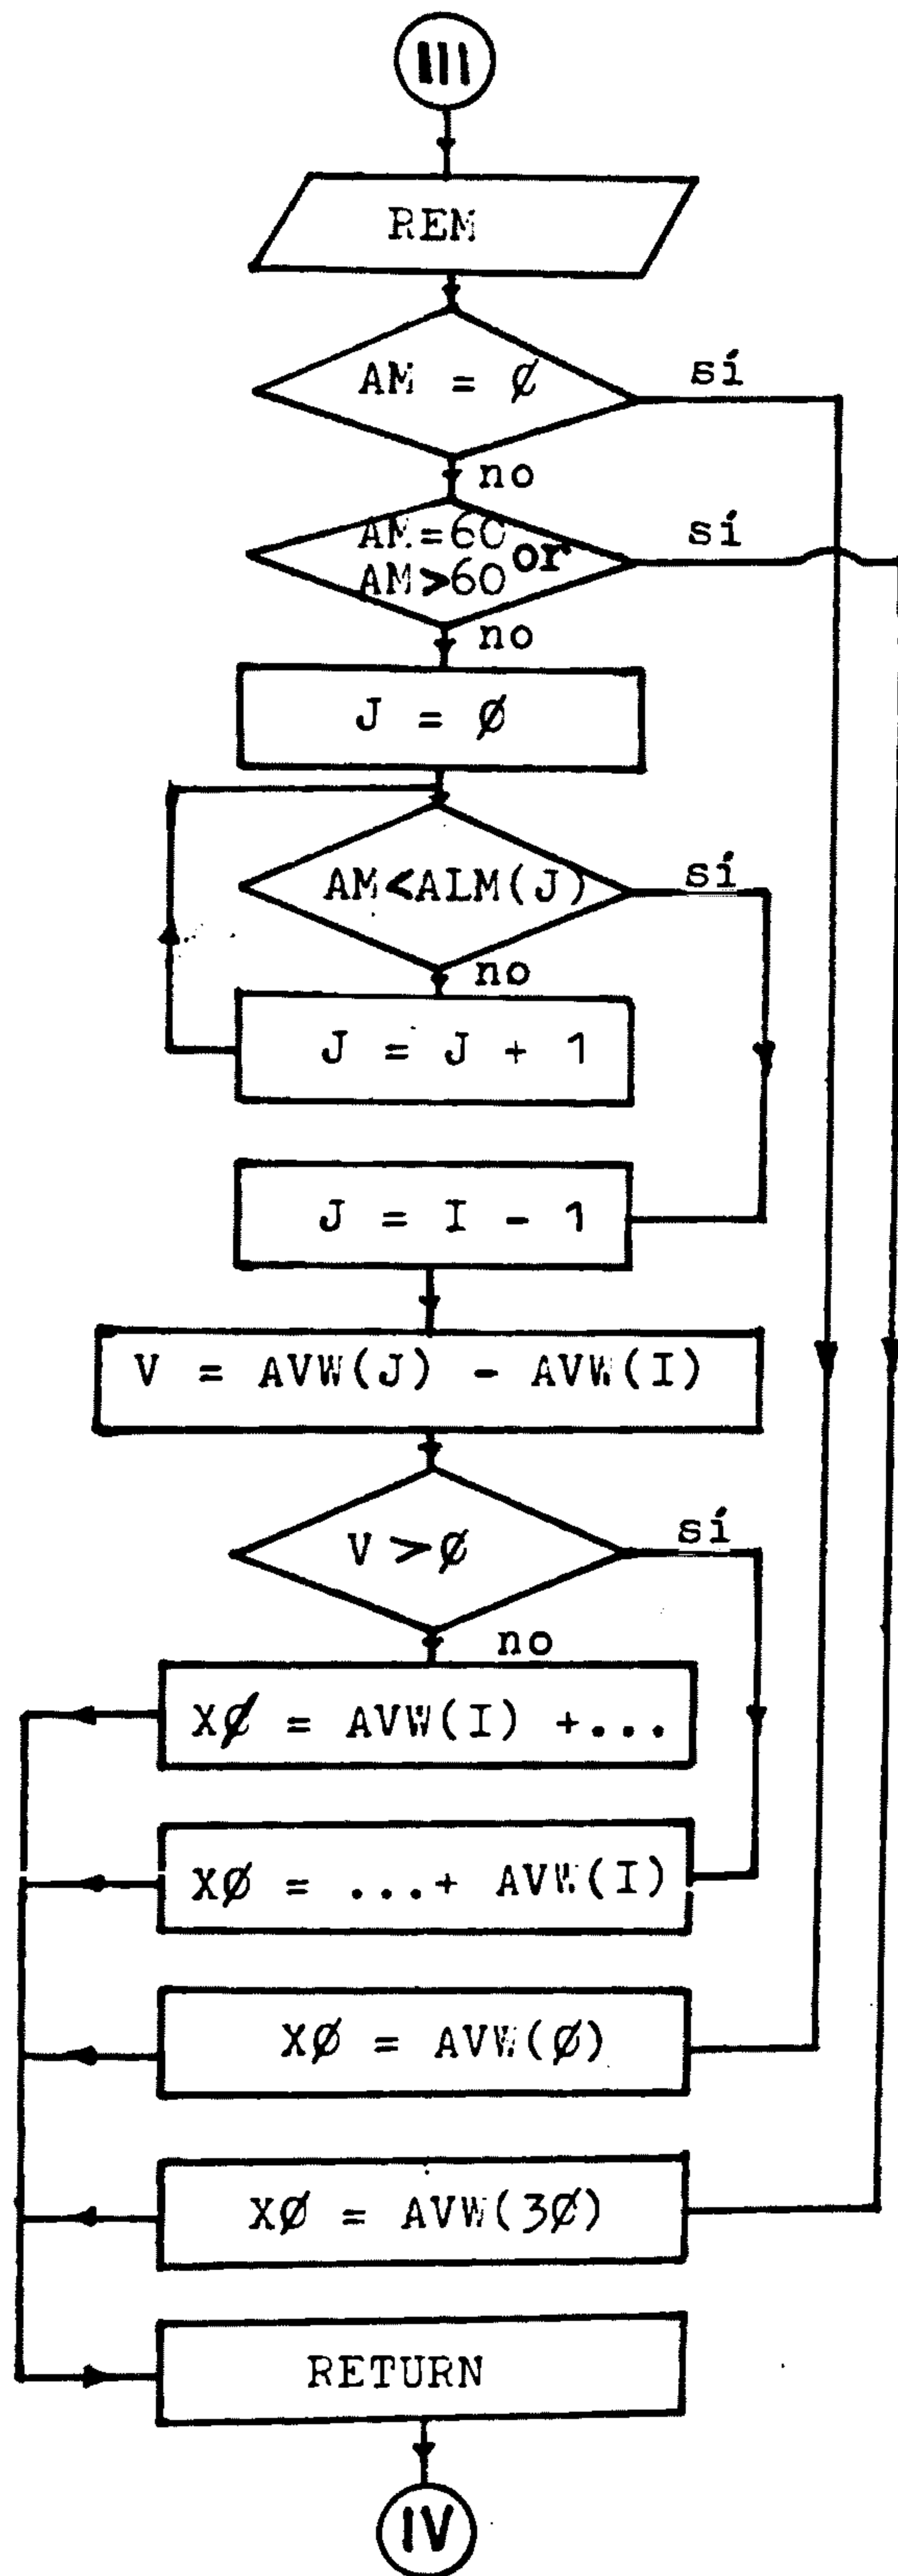 III
REM
AM = Ø
sí
no
AM=60
or
AM>60
sí
no
J = Ø
AM<ALM(J)
sí
no
J = J + 1
J = I - 1
V = AVW(J) - AVW(I)
V >Ø
sí
no
XØ = AVW(I) +...
XØ = ...+ AVW(I)
XØ = AVW(Ø)
XØ = AVW(3Ø)
RETURN
IV